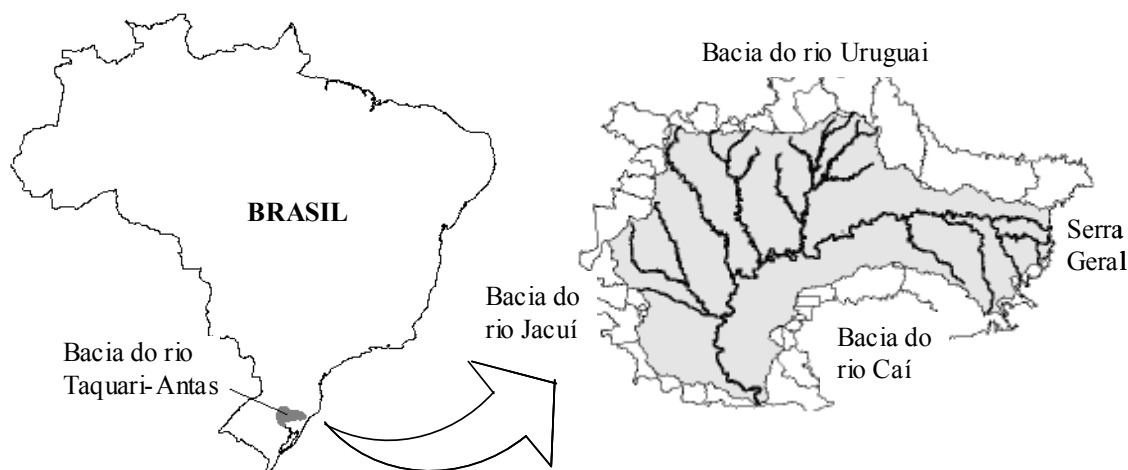 Bacia do rio Uruguai
BRASIL
Serra
Geral
Bacia do
rio Jacuí
Bacia do rio
Taquari-Antas
Bacia do
rio Caí